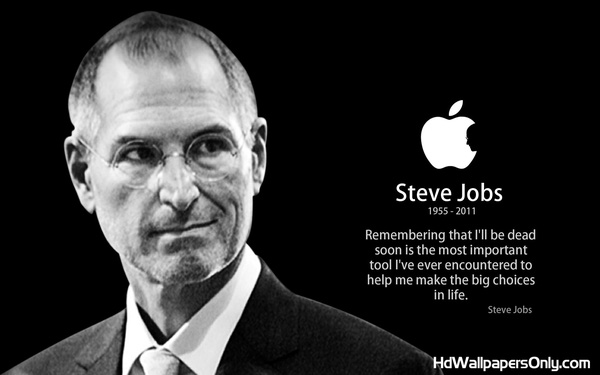 Steve Jobs
1955 - 2011
Remembering that I'll be dead
soon is the most important
tool I've ever encountered to
help me make the big choices
in life.
Steve Jobs
HdWallpapersOnly.com